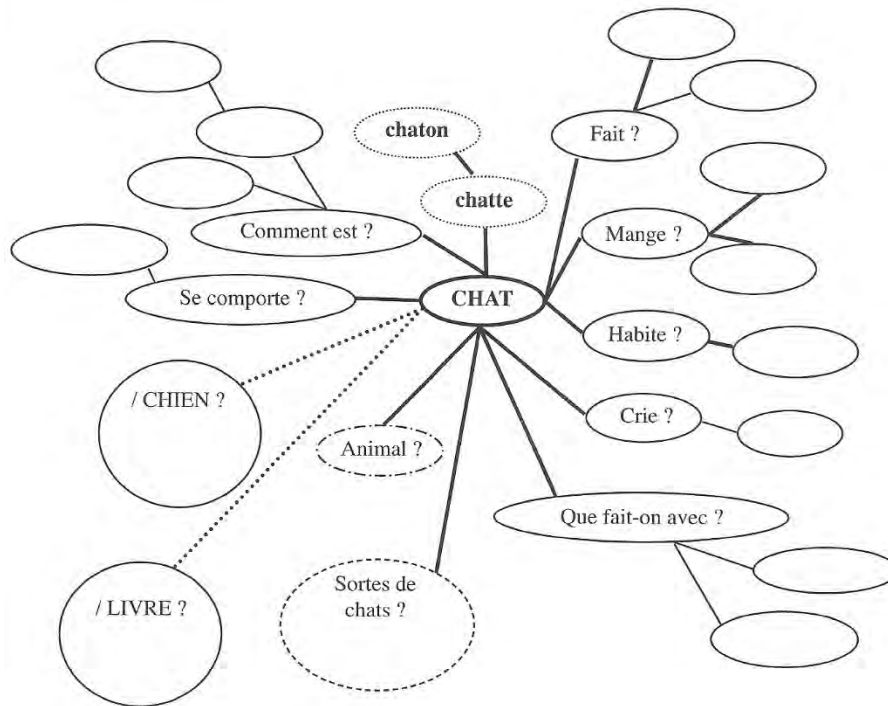 chaton
Fait ?
chatte
Comment est ?
Mange ?
Se comporte ?
CHAT
Habite ?
/ CHIEN ?
Crie ?
Animal ?
Que fait-on avec ?
Sortes de
chats ?
/ LIVRE ?